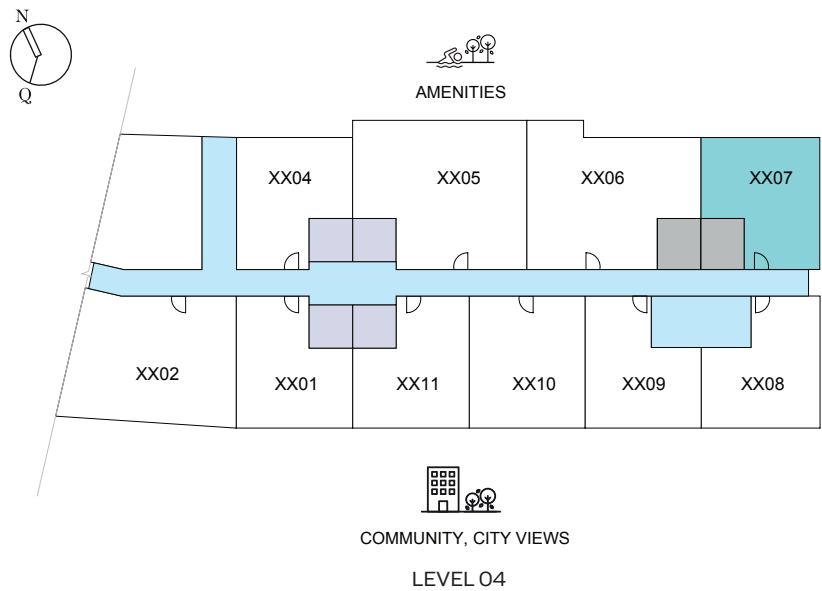 N
Q
AMENITIES
XX04
XX05
XX06
XX07
XX02
XX01
XX11
XX10
XX09
XX08
COMMUNITY, CITY VIEWS
LEVEL 04